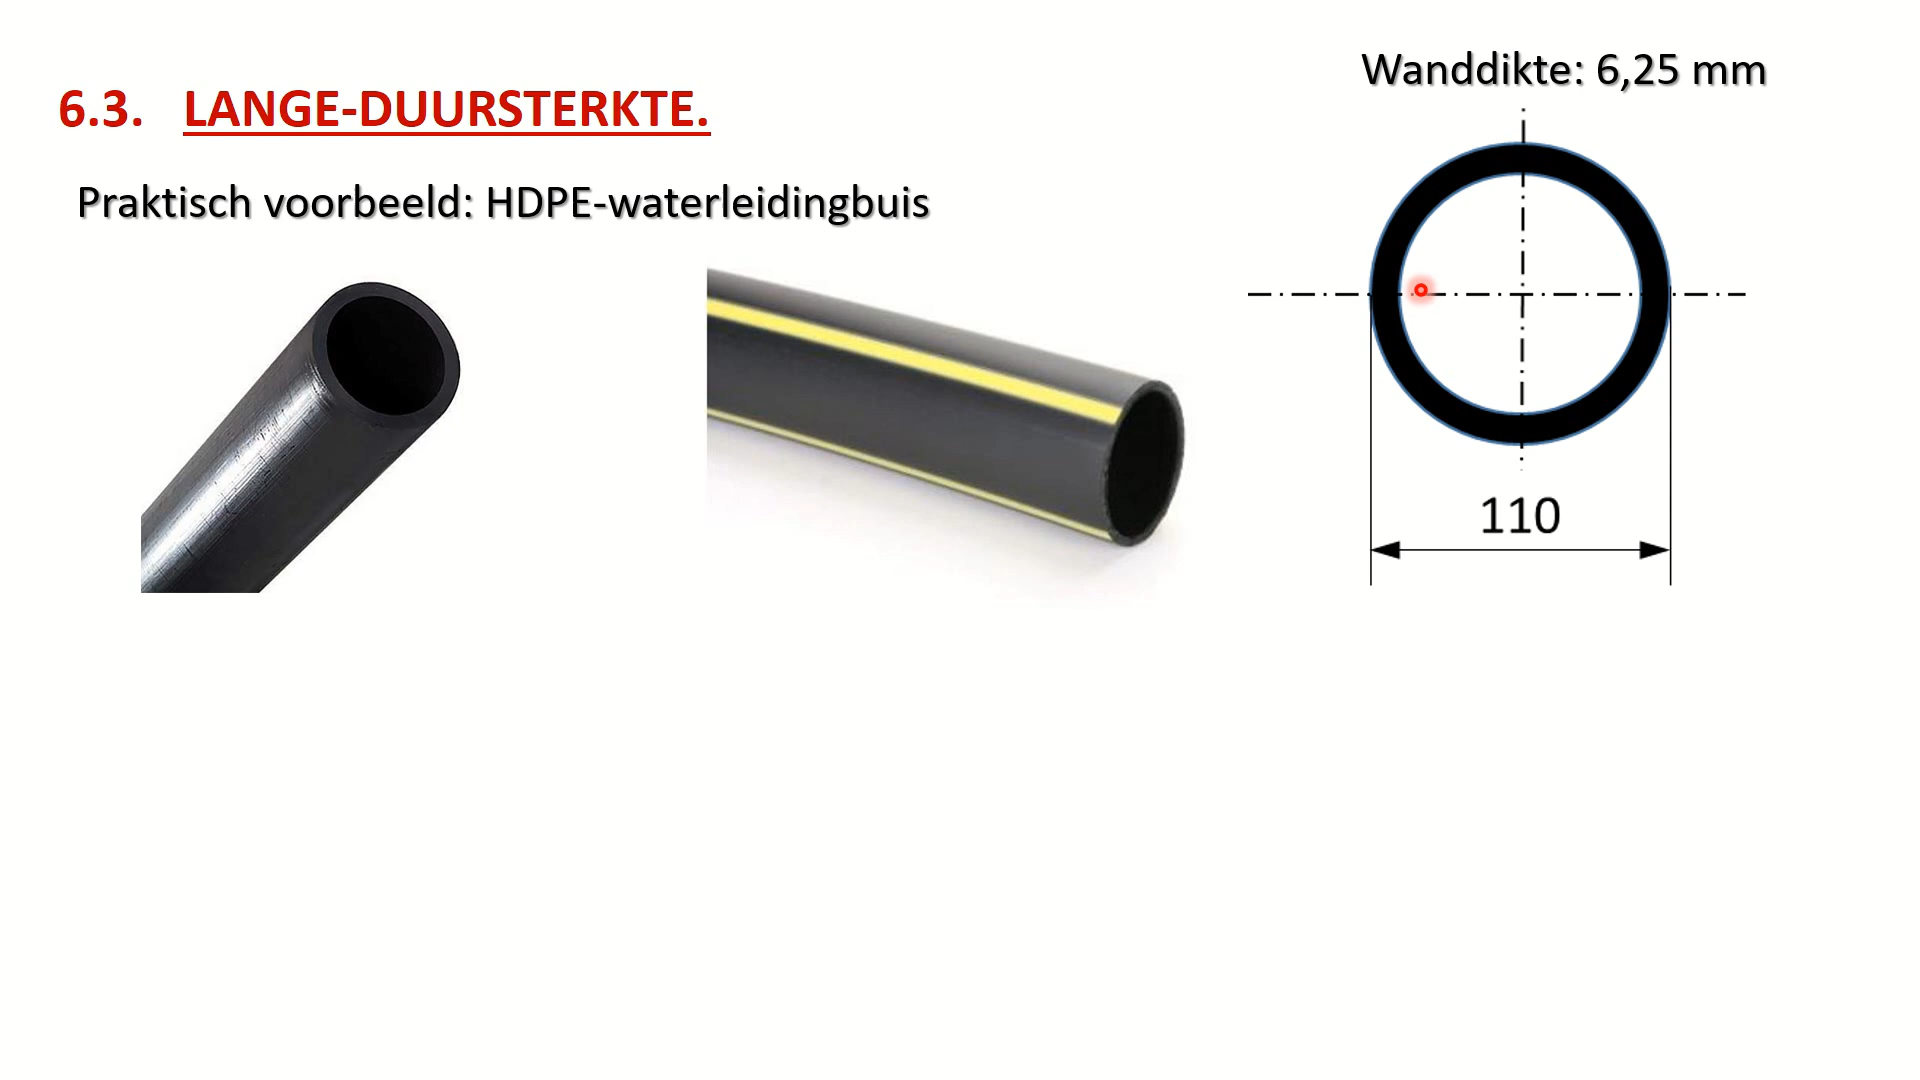 6.3. LANGE-DUURSTERKTE.
Praktisch voorbeeld: HDPE-waterleidingbuis
Wanddikte: 6,25 mm
110